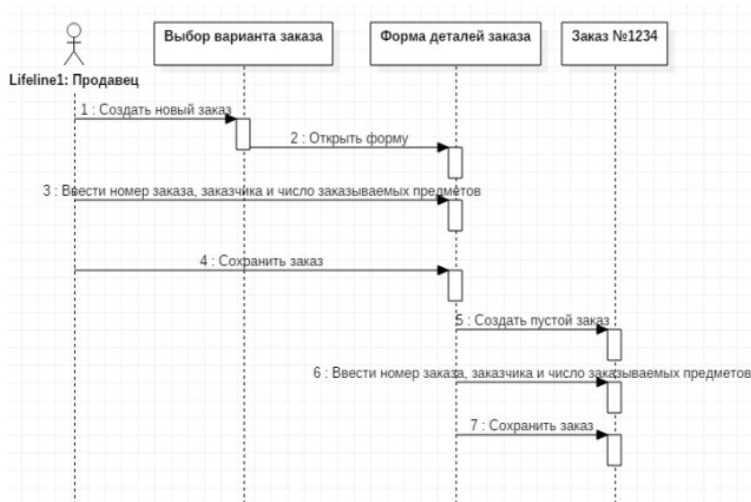 Выбор варианта заказа
Форма деталей заказа
Заказ №1234
Lifeline1: Продавец
1 : Создать новый заказ
2 : Открыть форму
3 : Ввести номер заказа, заказчика и число заказываемых предметов
4 : Сохранить заказ
5 : Создать пустой заказ
6 : Ввести номер заказа, заказчика и число заказываемых предметов
7 : Сохранить заказ